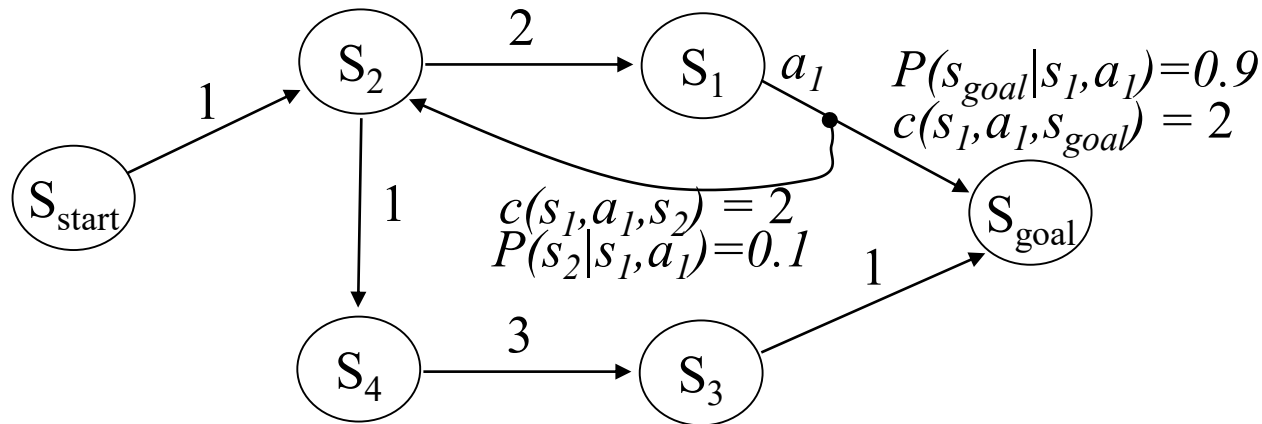 2
S2
S1
a1
P(sgoal|s1,a1)=0.9
c(s1,a1,sgoal) = 2
1
Sstart
1
c(s1,a1,s2) = 2
P(s2|s1,a1)=0.1
Sgoal
1
3
S4
S3